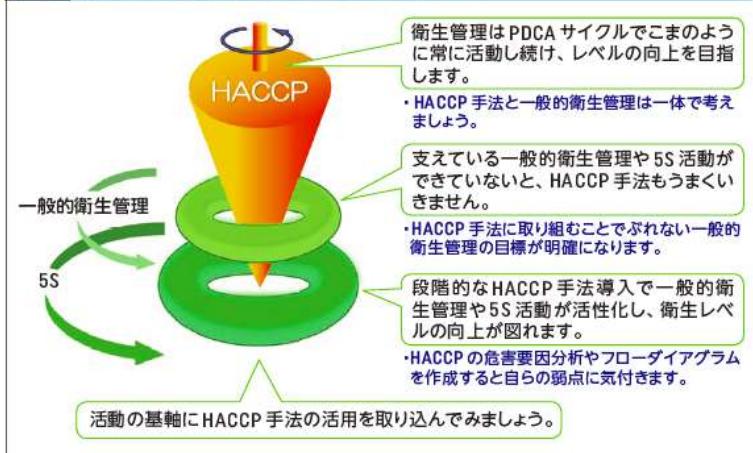 HACCP
一般的衛生管理
5S
衛生管理はPDCAサイクルでこまのよう
に常に活動し続け、レベルの向上を目指
します。
・HACCP手法と一般的衛生管理は一体で考え
ましょう。
支えている一般的衛生管理や5S活動が
できていないと、HACCP手法もうまくい
きません。
・HACCP手法に取り組むことでぶれない一般的
衛生管理の目標が明確になります。
段階的なHACCP手法導入で一般的衛
生管理や5S活動が活性化し、衛生レベ
ルの向上が図れます。
・HACCPの危害要因分析やフローダイアグラム
を作成すると自らの弱点に気付きます。
活動の基軸にHACCP手法の活用を取り込んでみましょう。